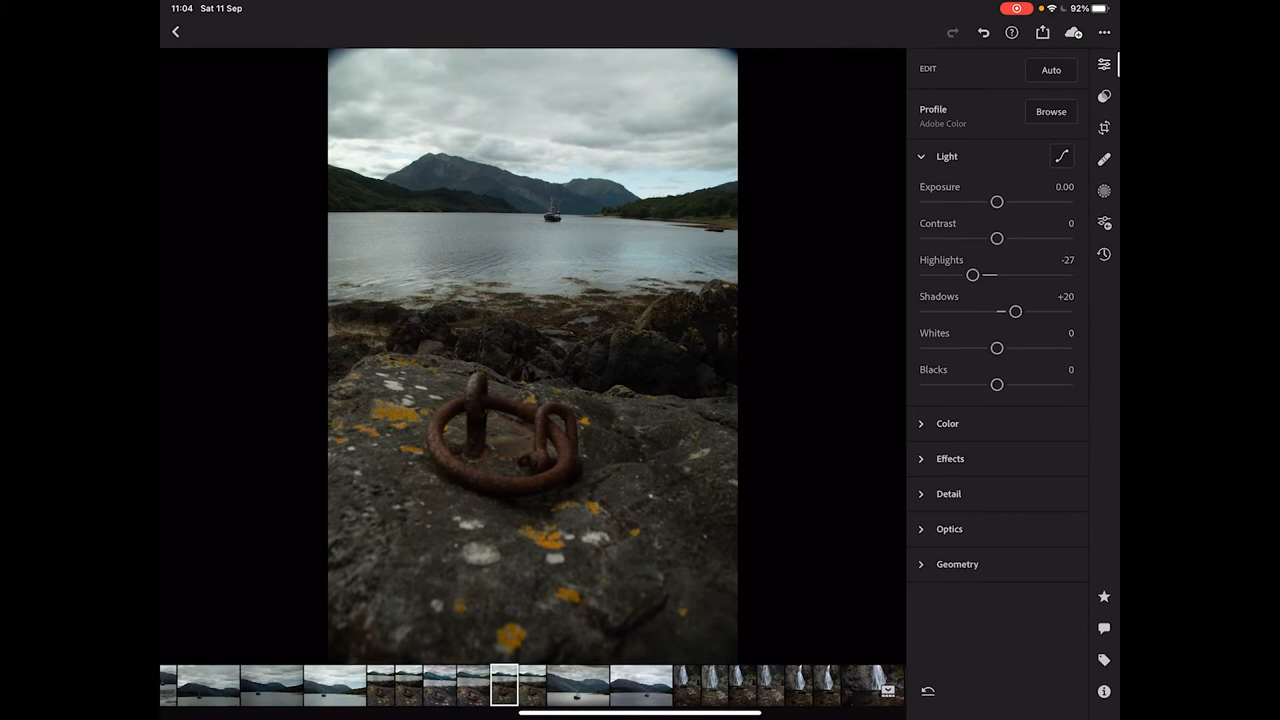 11:04 Sat 11 Sep
92%
EDIT
Auto
Profile
Adobe Color
Browse
Light
Exposure 0.00
Contrast 0
Highlights -27
Shadows +20
Whites 0
Blacks 0
Color
Effects
Detail
Optics
Geometry